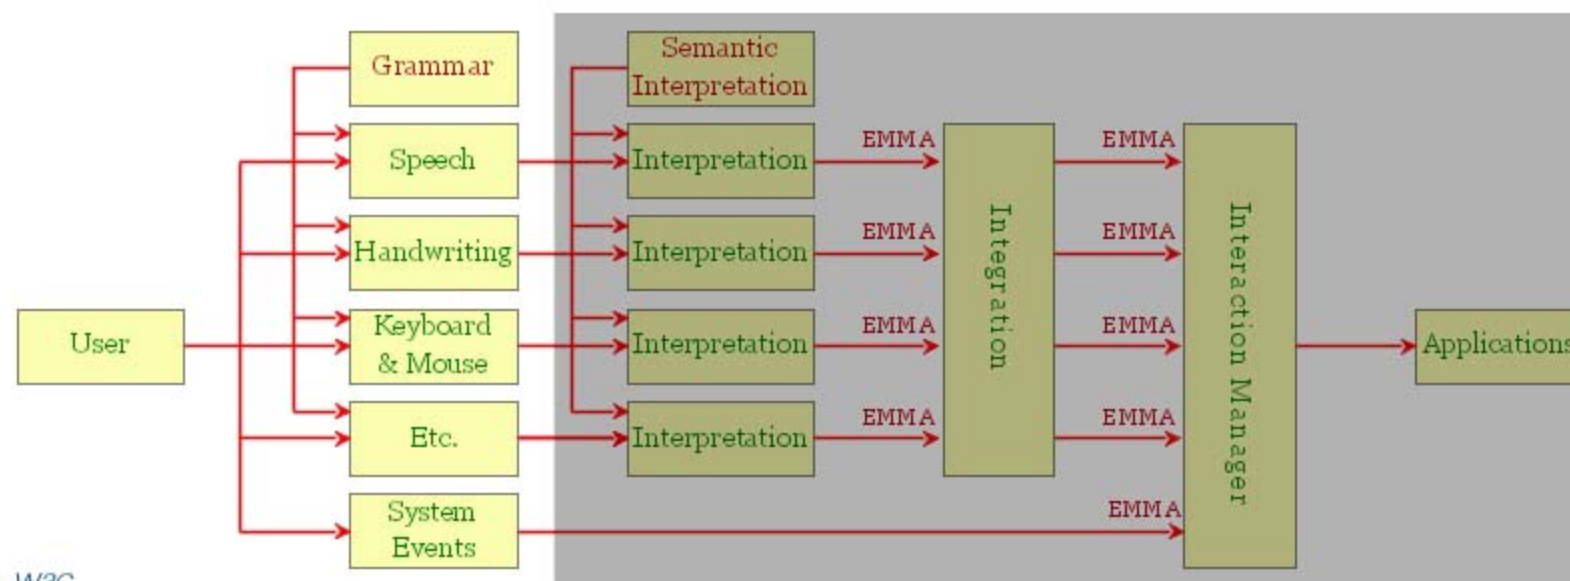 Grammar
Semantic
Interpretation
EMMA
EMMA
Speech
Interpretation
EMMA
EMMA
Handwriting
Interpretation
Integration
Interaction Manager
User
Keyboard
& Mouse
Interpretation
EMMA
EMMA
Applications
Etc.
Interpretation
EMMA
EMMA
System
Events
EMMA
W3C